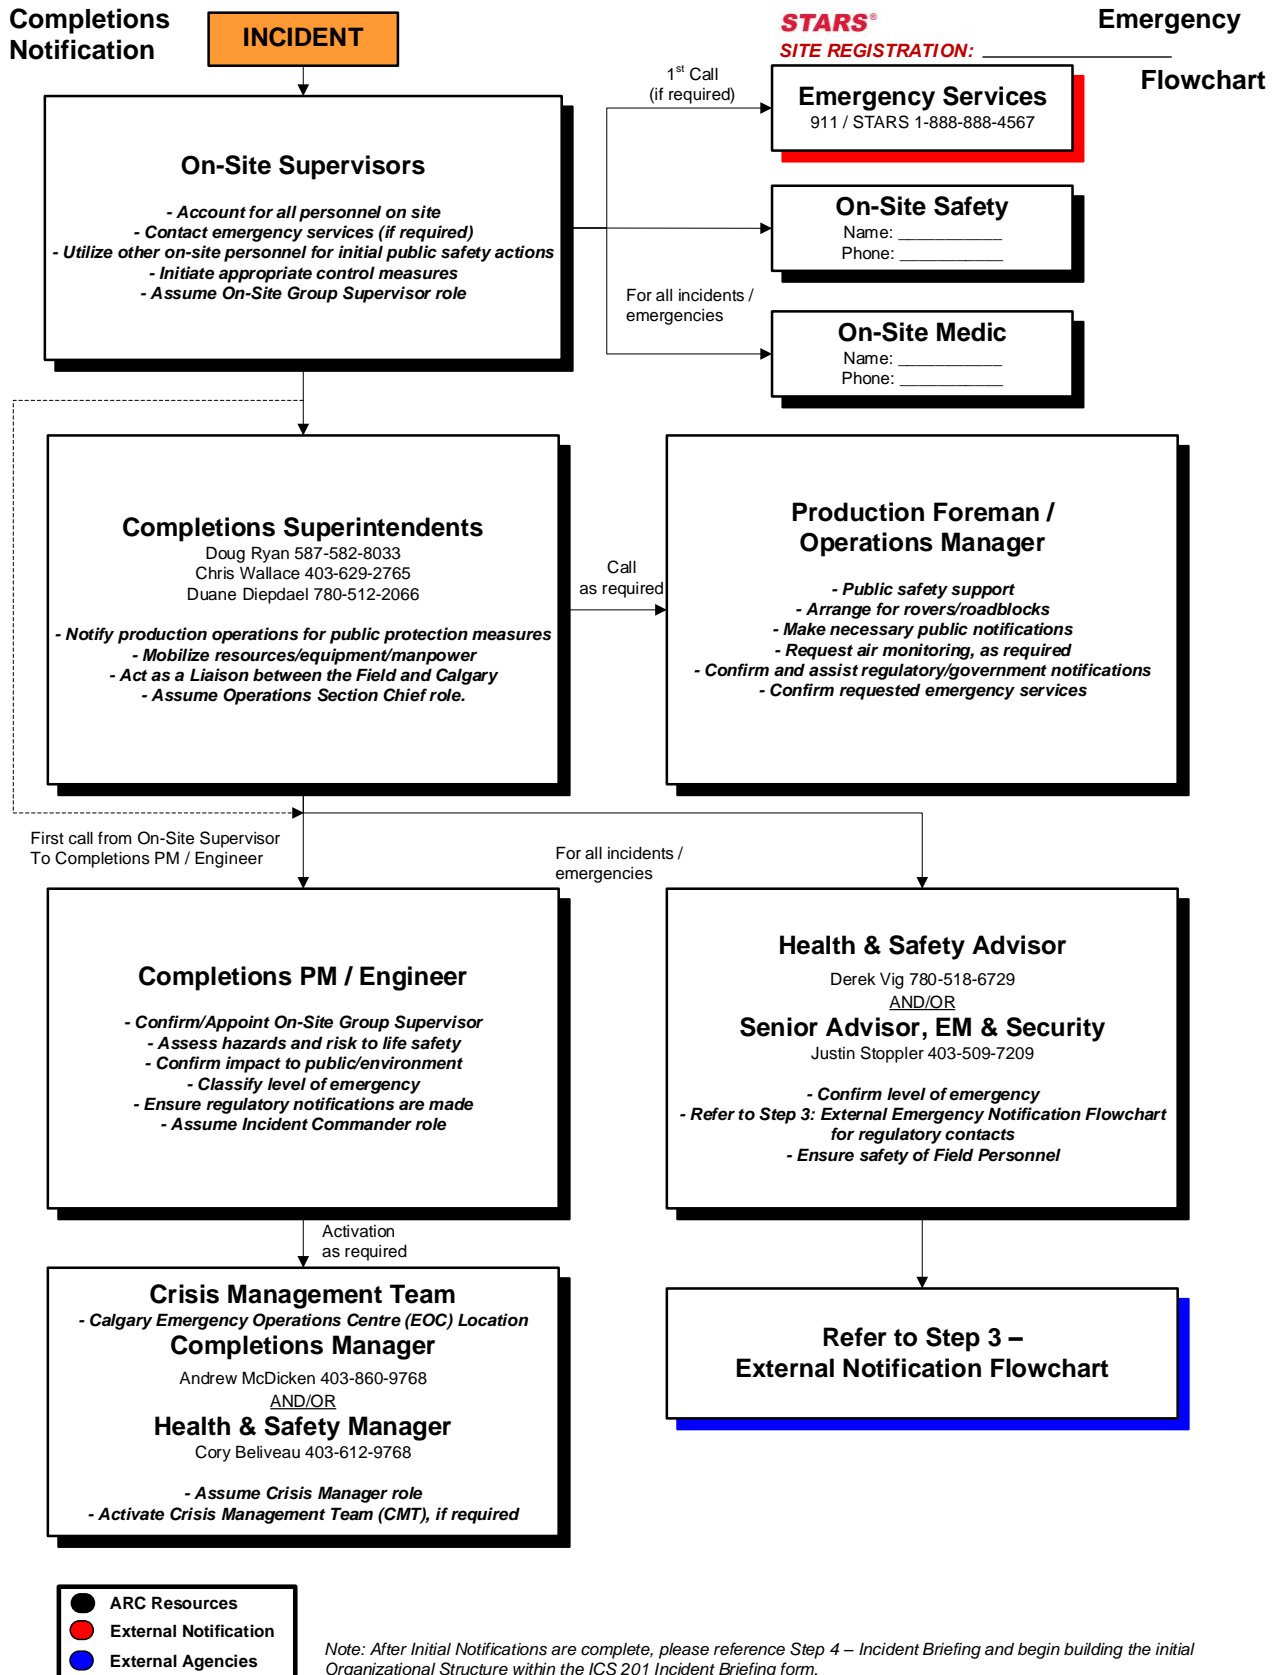 Completions
Notification
INCIDENT
STARS®
Emergency
SITE REGISTRATION: ____________________
Flowchart
1st Call
(if required)
Emergency Services
911 / STARS 1-888-888-4567
On-Site Supervisors
- Account for all personnel on site
- Contact emergency services (if required)
- Utilize other on-site personnel for initial public safety actions
- Initiate appropriate control measures
- Assume On-Site Group Supervisor role
On-Site Safety
Name: ___________
Phone: ___________
For all incidents /
emergencies
On-Site Medic
Name: ___________
Phone: ___________
Completions Superintendents
Doug Ryan 587-582-8033
Chris Wallace 403-629-2765
Duane Diepdael 780-512-2066
- Notify production operations for public protection measures
- Mobilize resources/equipment/manpower
- Act as a Liaison between the Field and Calgary
- Assume Operations Section Chief role.
Call
as required
Production Foreman /
Operations Manager
- Public safety support
- Arrange for rovers/roadblocks
- Make necessary public notifications
- Request air monitoring, as required
- Confirm and assist regulatory/government notifications
- Confirm requested emergency services
First call from On-Site Supervisor
To Completions PM / Engineer
For all incidents /
emergencies
Completions PM / Engineer
- Confirm/Appoint On-Site Group Supervisor
- Assess hazards and risk to life safety
- Confirm impact to public/environment
- Classify level of emergency
- Ensure regulatory notifications are made
- Assume Incident Commander role
Health & Safety Advisor
Derek Vig 780-518-6729
AND/OR
Senior Advisor, EM & Security
Justin Stoppler 403-509-7209
- Confirm level of emergency
- Refer to Step 3: External Emergency Notification Flowchart
for regulatory contacts
- Ensure safety of Field Personnel
Activation
as required
Crisis Management Team
- Calgary Emergency Operations Centre (EOC) Location
Completions Manager
Andrew McDicken 403-860-9768
AND/OR
Health & Safety Manager
Cory Beliveau 403-612-9768
- Assume Crisis Manager role
- Activate Crisis Management Team (CMT), if required
Refer to Step 3 –
External Notification Flowchart
ARC Resources
External Notification
External Agencies
Note: After Initial Notifications are complete, please reference Step 4 – Incident Briefing and begin building the initial
Organizational Structure within the ICS 201 Incident Briefing form.